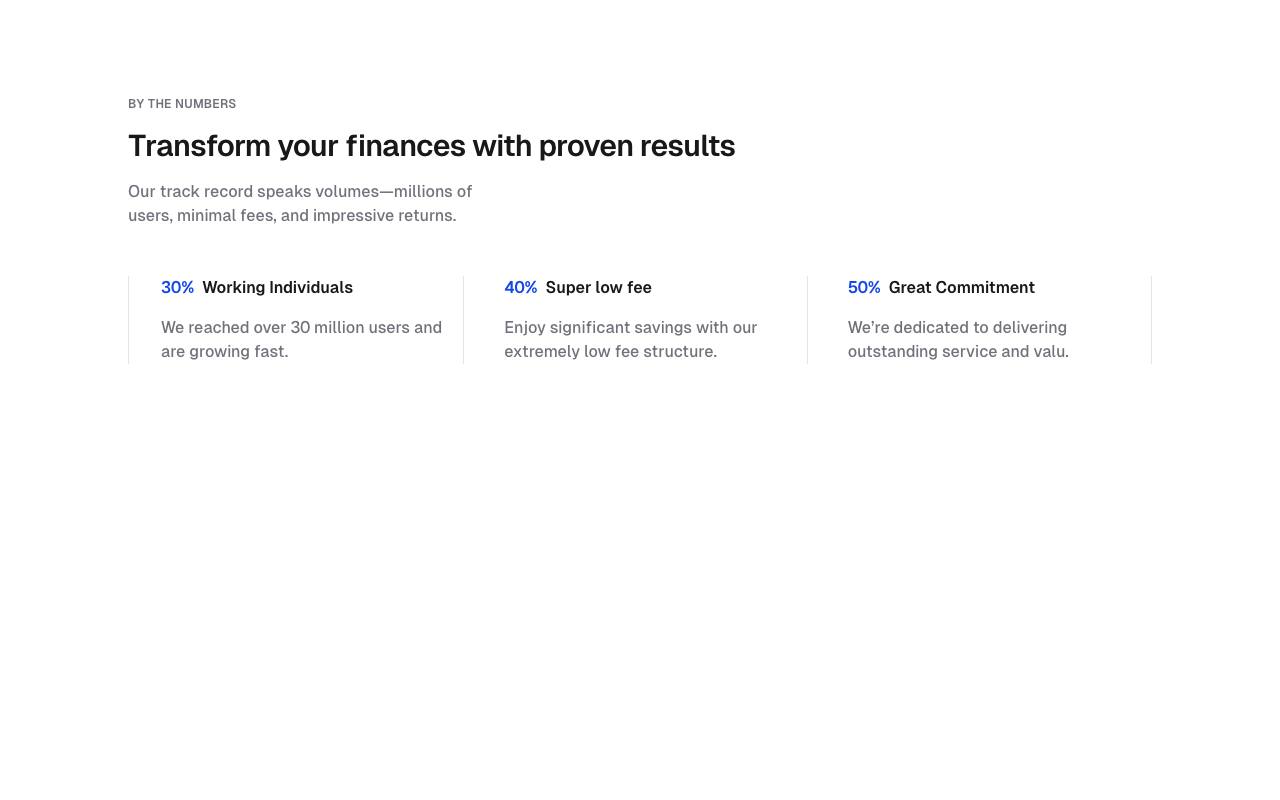 BY THE NUMBERS
Transform your finances with proven results
Our track record speaks volumes—millions of
users, minimal fees, and impressive returns.
30% Working Individuals
We reached over 30 million users and
are growing fast.
40% Super low fee
Enjoy significant savings with our
extremely low fee structure.
50% Great Commitment
We’re dedicated to delivering
outstanding service and valu.